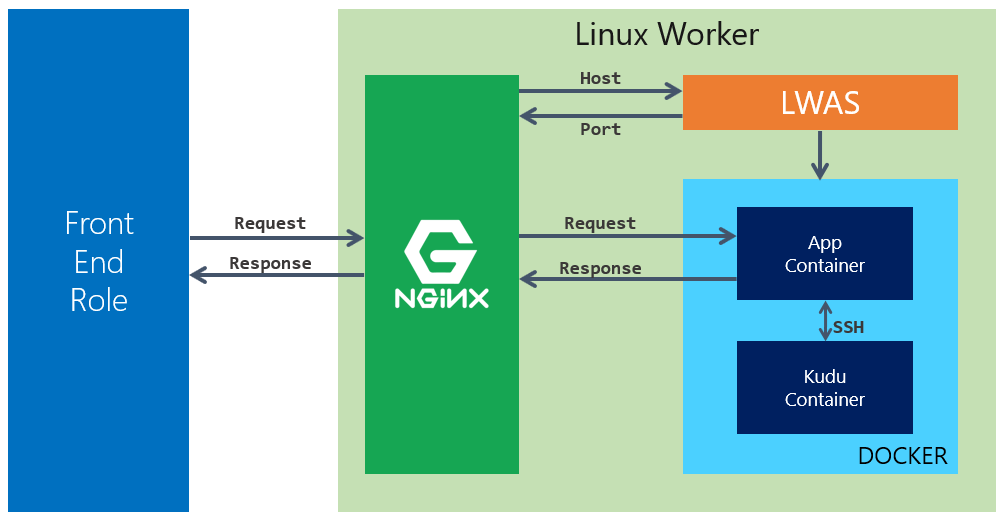 Linux Worker
Host
LWAS
Port
Front
End
Role
Request
Response
NGiNX
Request
Response
App
Container
SSH
Kudu
Container
DOCKER